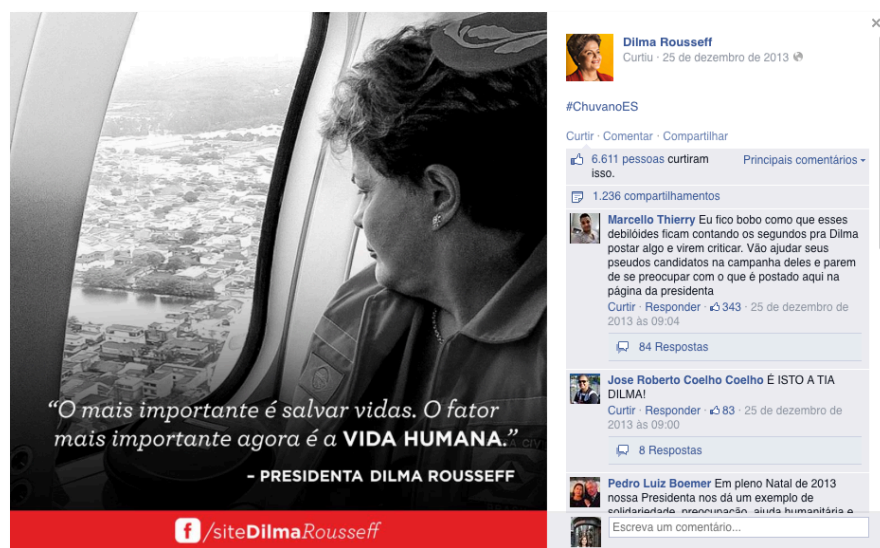 “O mais importante é salvar vidas. O fator
mais importante agora é a VIDA HUMANA.”
– PRESIDENTA DILMA ROUSSEFF
f /siteDilmaRousseff
Dilma Rousseff
Curtiu · 25 de dezembro de 2013
#ChuvanoES
Curtir · Comentar · Compartilhar
6.611 pessoas curtiram
isso.
Principais comentários
1.236 compartilhamentos
Marcello Thierry Eu fico bobo como que esses
debilóides ficam contando os segundos pra Dilma
postar algo e virem criticar. Vão ajudar seus
pseudos candidatos na campanha deles e parem
de se preocupar com o que é postado aqui na
página da presidenta
Curtir · Responder · 343 · 25 de dezembro de
2013 às 09:04
84 Respostas
Jose Roberto Coelho Coelho É ISTO A TIA
DILMA!
Curtir · Responder · 83 · 25 de dezembro de
2013 às 09:00
8 Respostas
Pedro Luiz Boemer Em pleno Natal de 2013
nossa Presidenta nos dá um exemplo de
solidariedade, preocupação, ajuda humanitária e
Escreva um comentário...